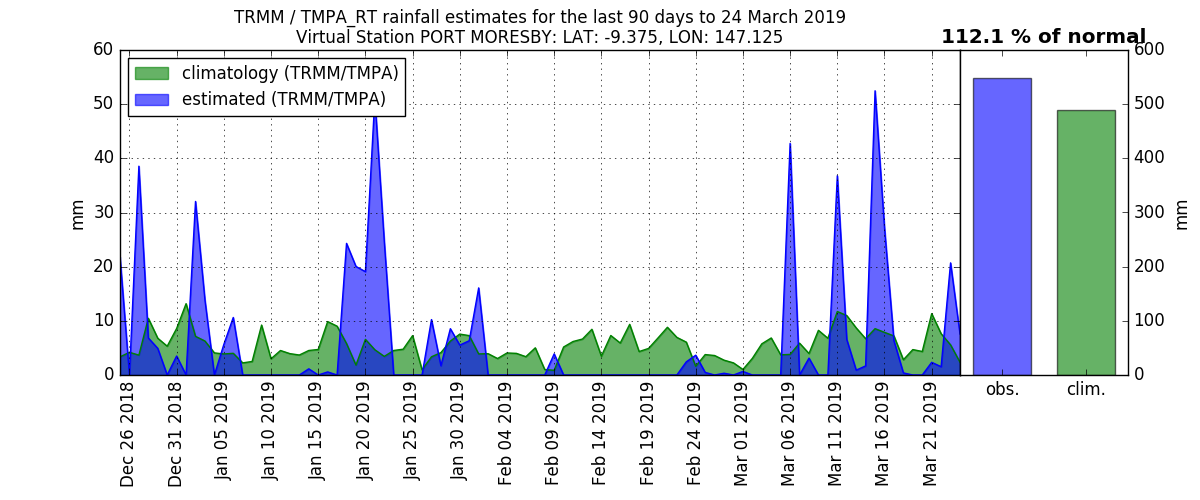 TRMM / TMPA_RT rainfall estimates for the last 90 days to 24 March 2019
Virtual Station PORT MORESBY: LAT: -9.375, LON: 147.125
112.1 % of normal
climatology (TRMM/TMPA)
estimated (TRMM/TMPA)
mm
60
50
40
30
20
10
0
Dec 26 2018
Dec 31 2018
Jan 05 2019
Jan 10 2019
Jan 15 2019
Jan 20 2019
Jan 25 2019
Jan 30 2019
Feb 04 2019
Feb 09 2019
Feb 14 2019
Feb 19 2019
Feb 24 2019
Mar 01 2019
Mar 06 2019
Mar 11 2019
Mar 16 2019
Mar 21 2019
obs.
clim.
600
500
400
300
200
100
0
mm